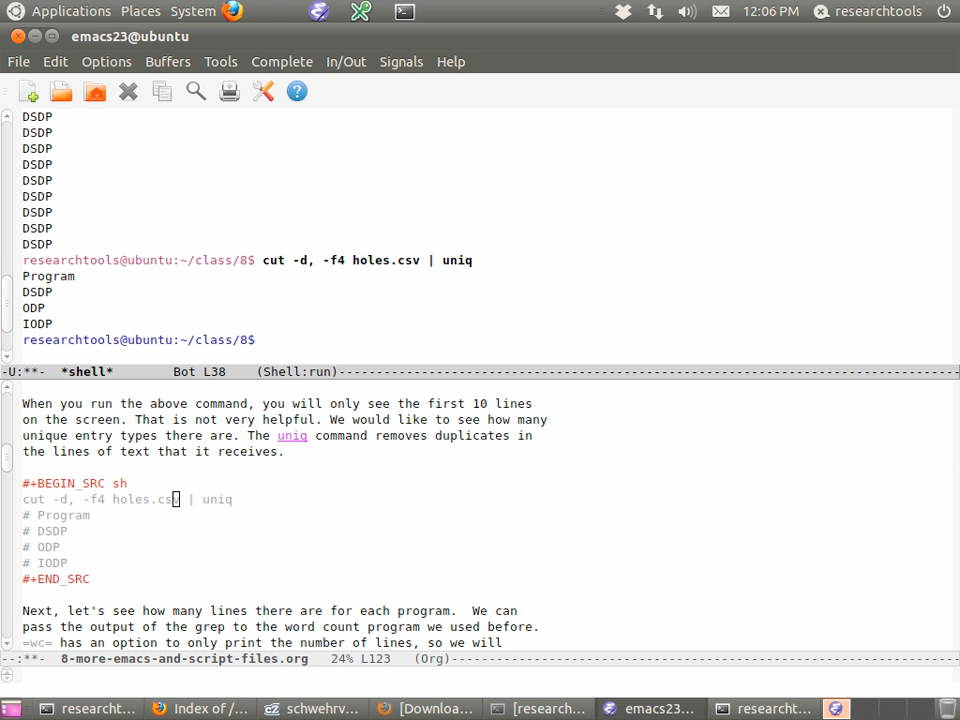 Applications Places System 12:06 PM researchtools
emacs23@ubuntu
File Edit Options Buffers Tools Complete In/Out Signals Help
DSDP
DSDP
DSDP
DSDP
DSDP
DSDP
DSDP
DSDP
DSDP
researchtools@ubuntu:~/class/8$ cut -d, -f4 holes.csv | uniq
Program
DSDP
ODP
IODP
researchtools@ubuntu:~/class/8$
-U:**- *shell* Bot L38 (Shell:run)
When you run the above command, you will only see the first 10 lines
on the screen. That is not very helpful. We would like to see how many
unique entry types there are. The uniq command removes duplicates in
the lines of text that it receives.
#+BEGIN_SRC sh
cut -d, -f4 holes.csv | uniq
# Program
# DSDP
# ODP
# IODP
#+END_SRC
Next, let's see how many lines there are for each program. We can
pass the output of the grep to the word count program we used before.
=wc= has an option to only print the number of lines, so we will
--:**- 8-more-emacs-and-script-files.org 24% L123 (Org)
researcht... Index of /... schwehrv... [Downloa... [research... emacs23... researcht...